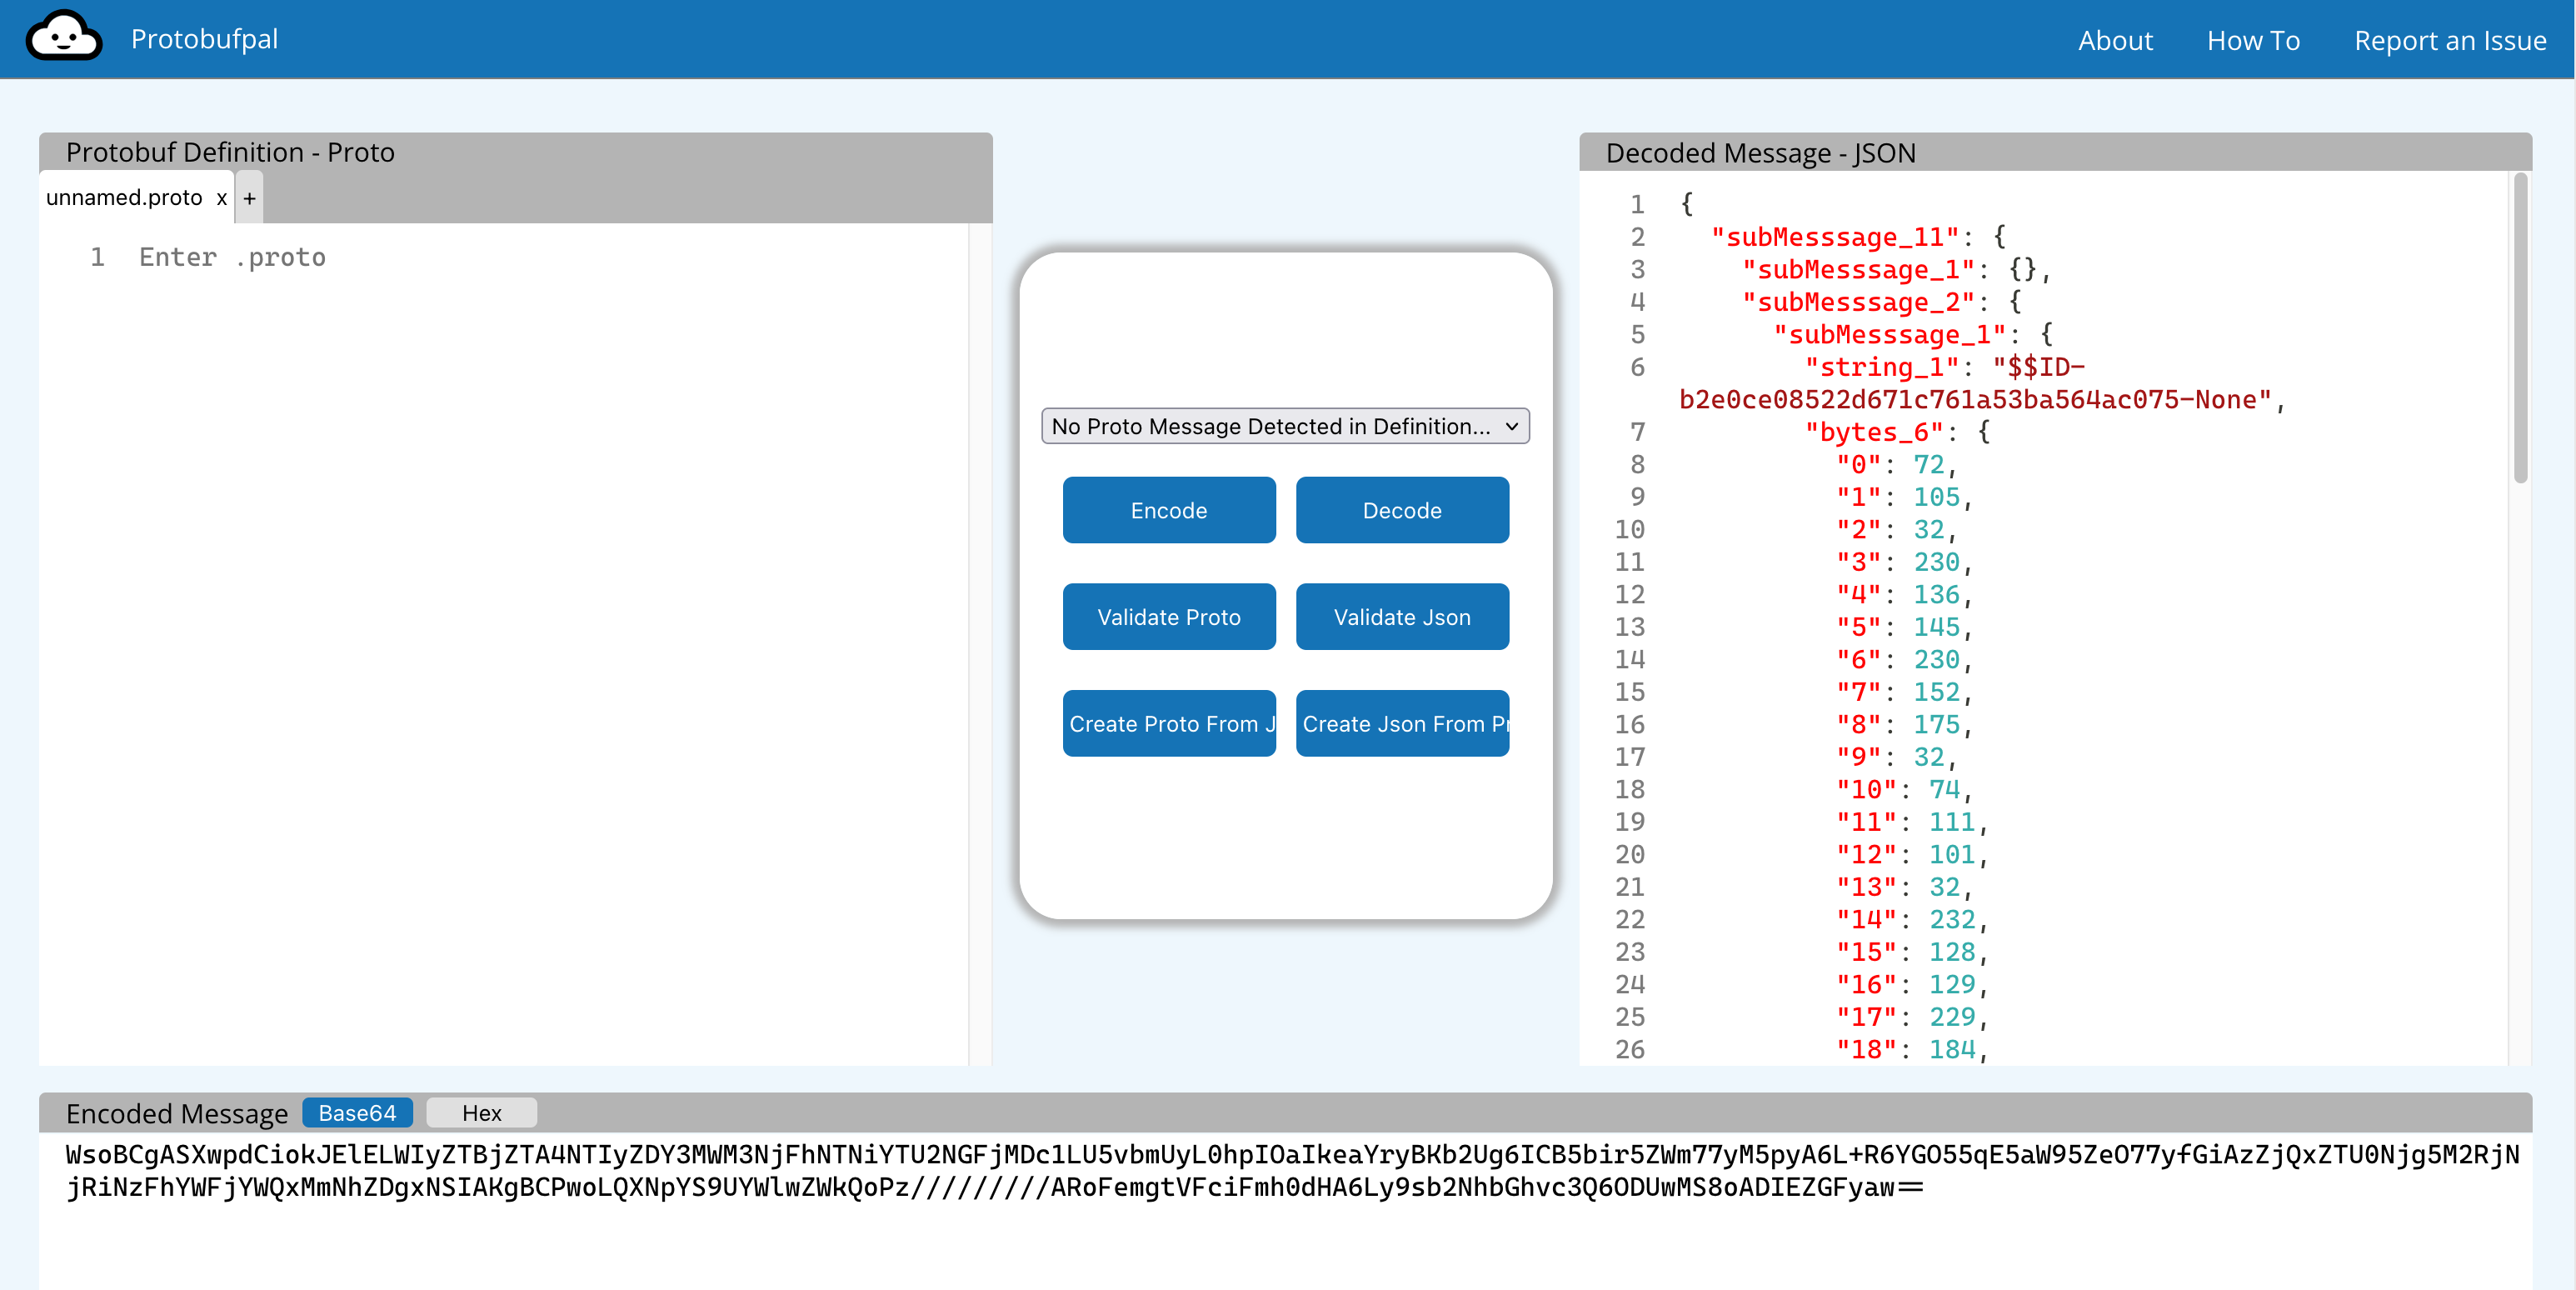 Protobufpal
About How To Report an Issue
Protobuf Definition - Proto
unnamed.proto x +
1 Enter .proto
No Proto Message Detected in Definition...
Encode Decode
Validate Proto Validate Json
Create Proto From J Create Json From Pr
Decoded Message - JSON
1 {
2 "subMesssage_11": {
3 "subMesssage_1": {},
4 "subMesssage_2": {
5 "subMesssage_1": {
6 "string_1": "$$ID-
b2e0ce08522d671c761a53ba564ac075-None",
7 "bytes_6": {
8 "0": 72,
9 "1": 105,
10 "2": 32,
11 "3": 230,
12 "4": 136,
13 "5": 145,
14 "6": 230,
15 "7": 152,
16 "8": 175,
17 "9": 32,
18 "10": 74,
19 "11": 111,
20 "12": 101,
21 "13": 32,
22 "14": 232,
23 "15": 128,
24 "16": 129,
25 "17": 229,
26 "18": 184,
Encoded Message Base64 Hex
WsoBCgASXwpdCiokJElELWIyZTBjZTA4NTIyZDY3MWM3NjFhNTNiYTU2NGFjMDc1LU5vbmUyL0hpIOaIkeaYryBKb2Ug6ICB5bir5ZWm77yM5pyA6L+R6YGO55qE5aW95ZeO77yfGiAzZjQxZTU0Njg5M2RjN
jRiNzFhYWFjYWQxMmNhZDgxNSIAKgBCPwoLQXNpYS9UYWlwZWkQoPz/////////ARoFemgtVFciFmh0dHA6Ly9sb2NhbGhvc3Q6ODUwMS8oADIEZGFyaw==